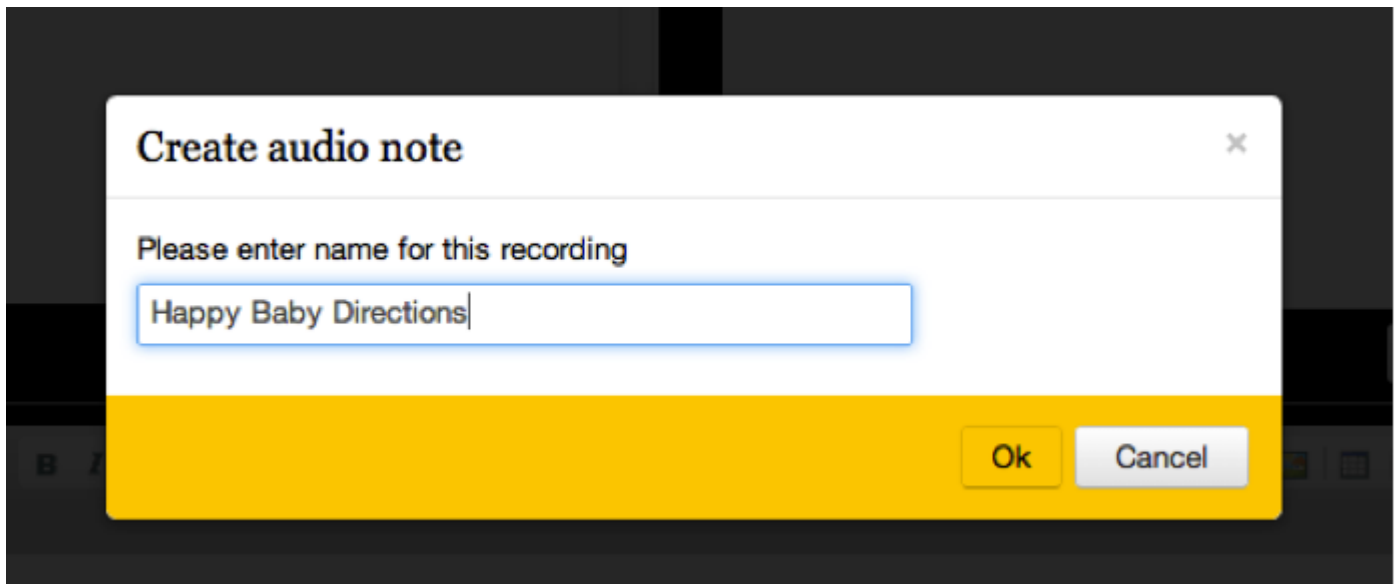 Create audio note
×
Please enter name for this recording
Happy Baby Directions
B I
Ok Cancel